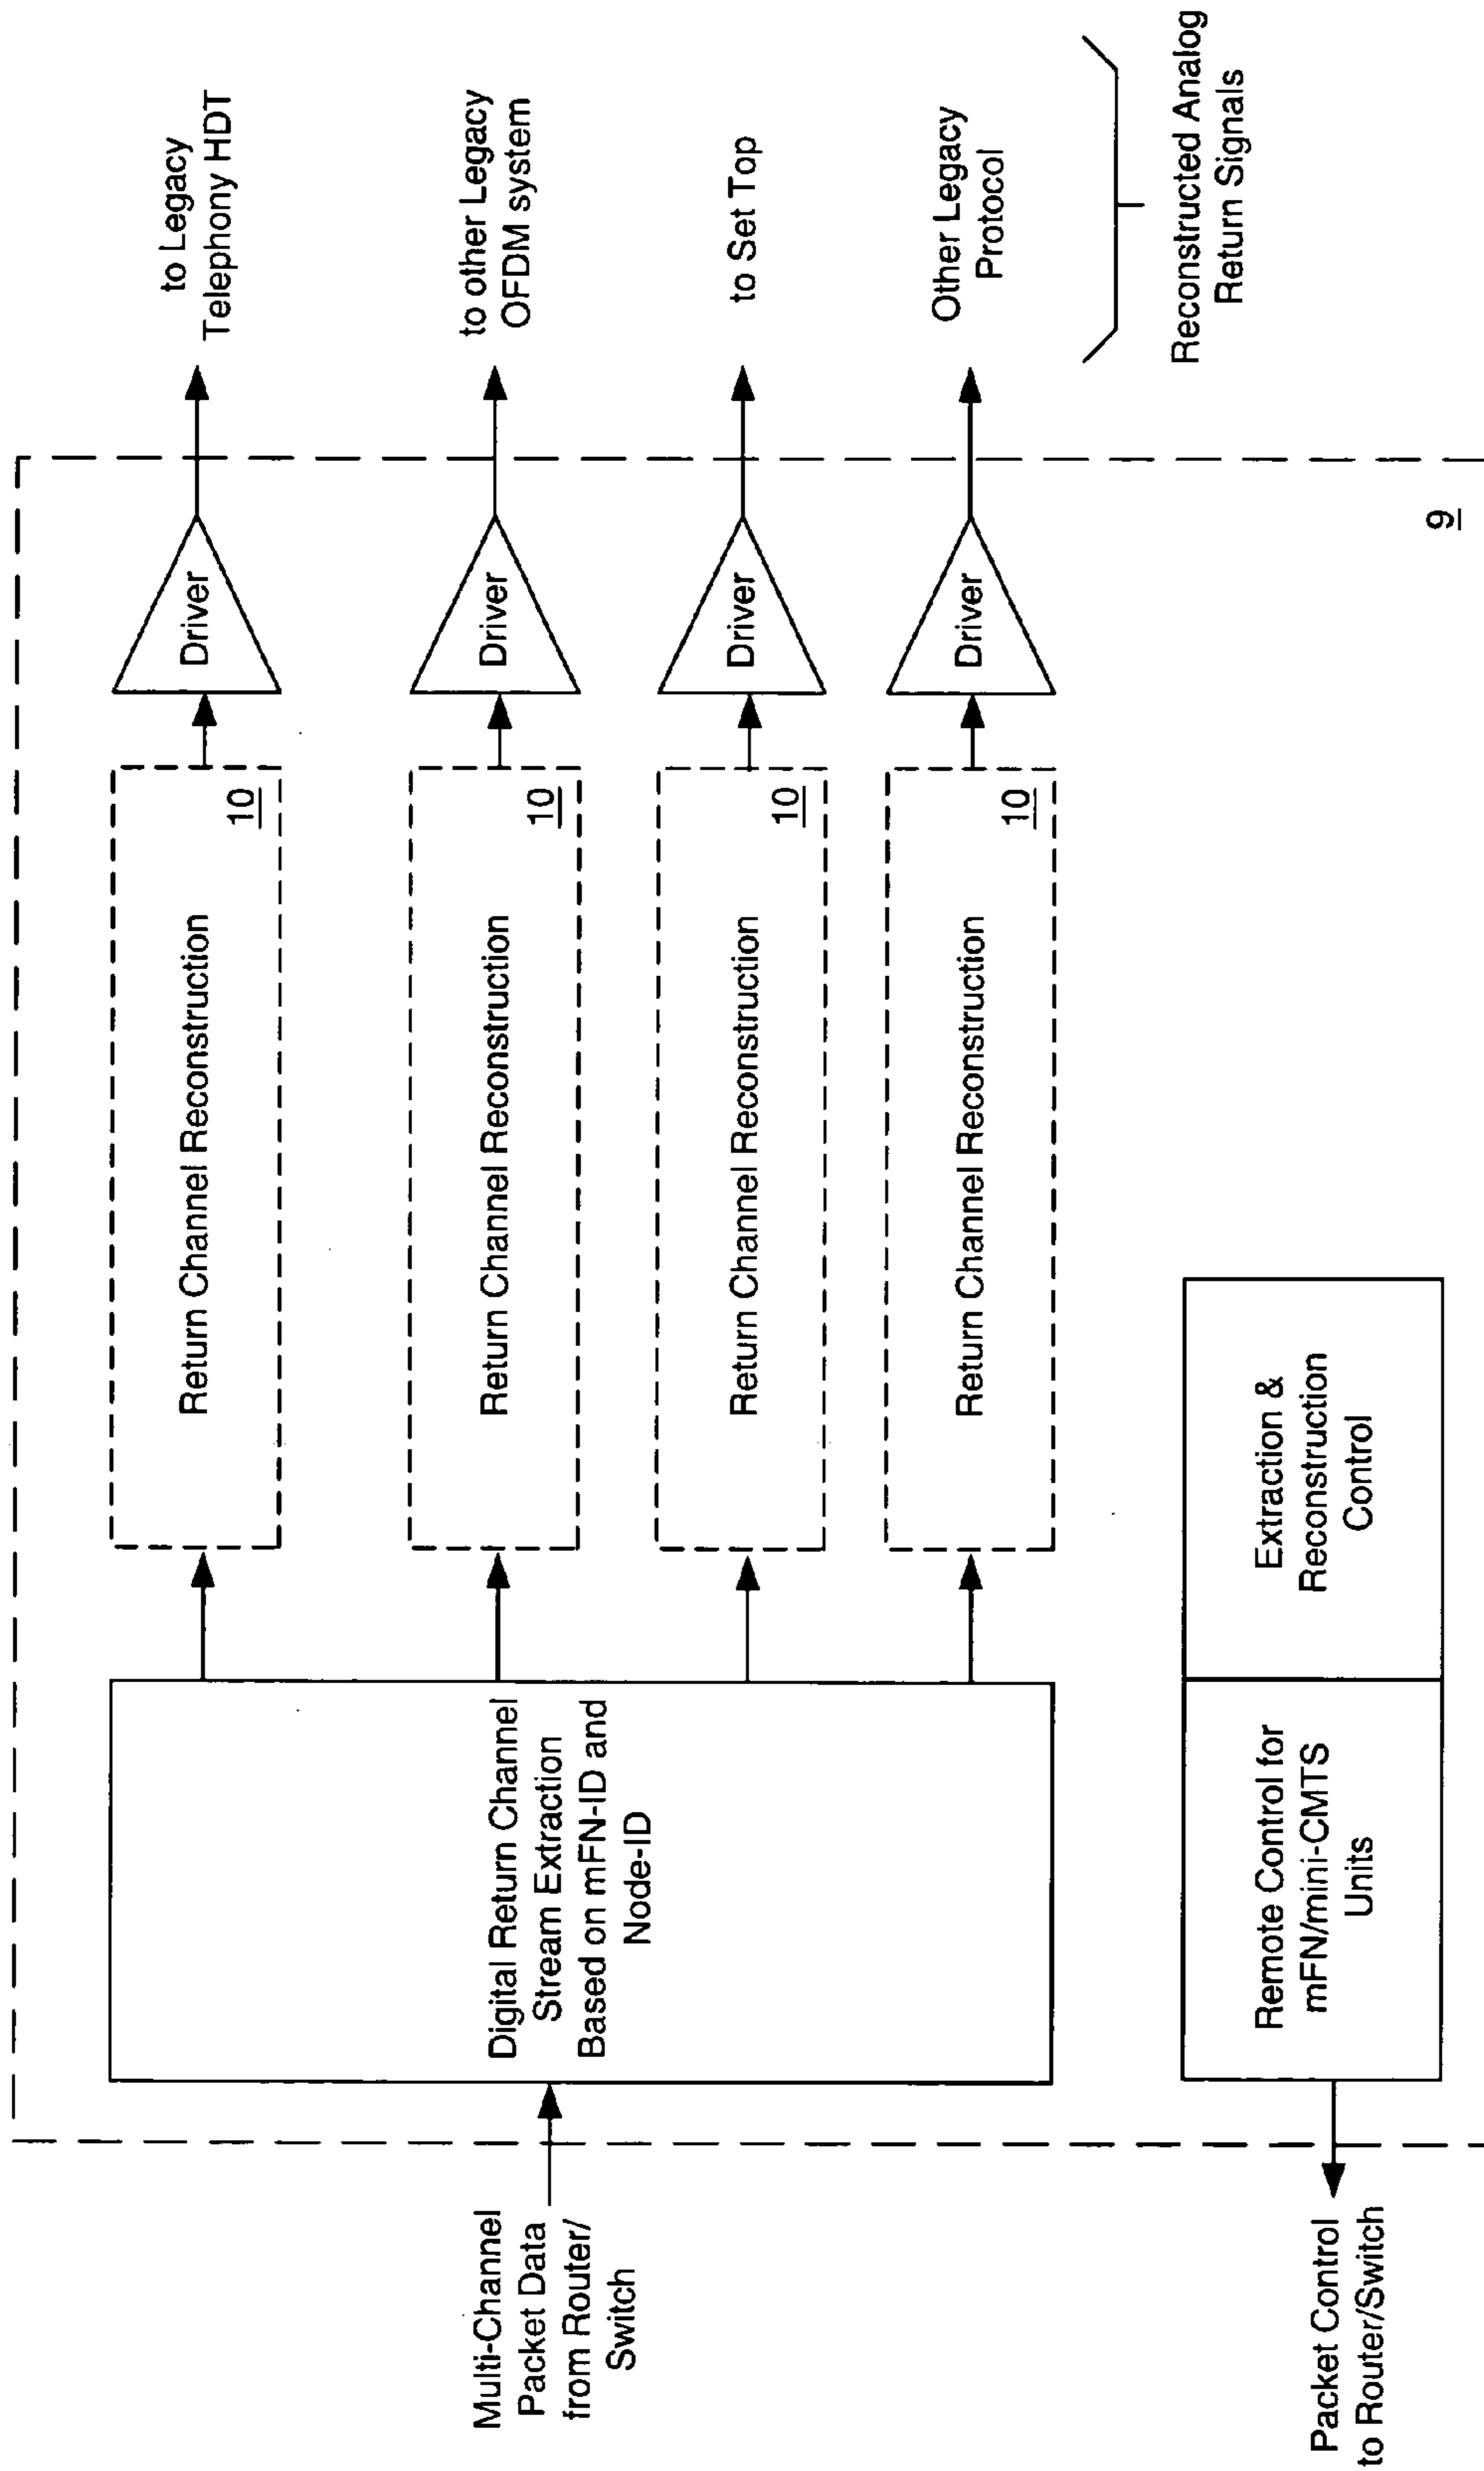 Multi-Channel
Packet Data
from Router/
Switch
Packet Control
to Router/Switch
Digital Return Channel
Stream Extraction
Based on mFN-ID and
Node-ID
Remote Control for
mFN/mini-CMTS
Units
Extraction &
Reconstruction
Control
Return Channel Reconstruction
10
Return Channel Reconstruction
10
Return Channel Reconstruction
10
Return Channel Reconstruction
10
Driver
Driver
Driver
Driver
9
to Legacy
Telephony HDT
to other Legacy
OFDM system
to Set Top
Other Legacy
Protocol
Reconstructed Analog
Return Signals